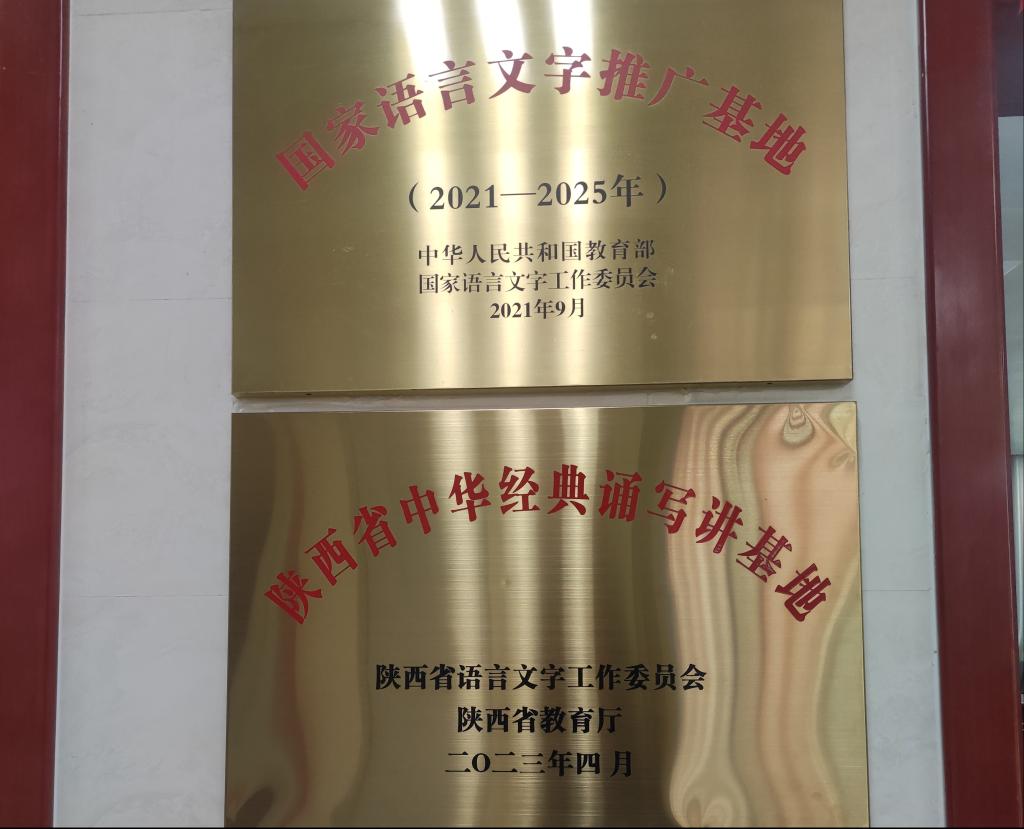 国家语言文字推广基地
（2021—2025年）
中华人民共和国教育部
国家语言文字工作委员会
2021年9月
陕西省中华经典诵写讲基地
陕西省语言文字工作委员会
陕西省教育厅
二〇二三年四月